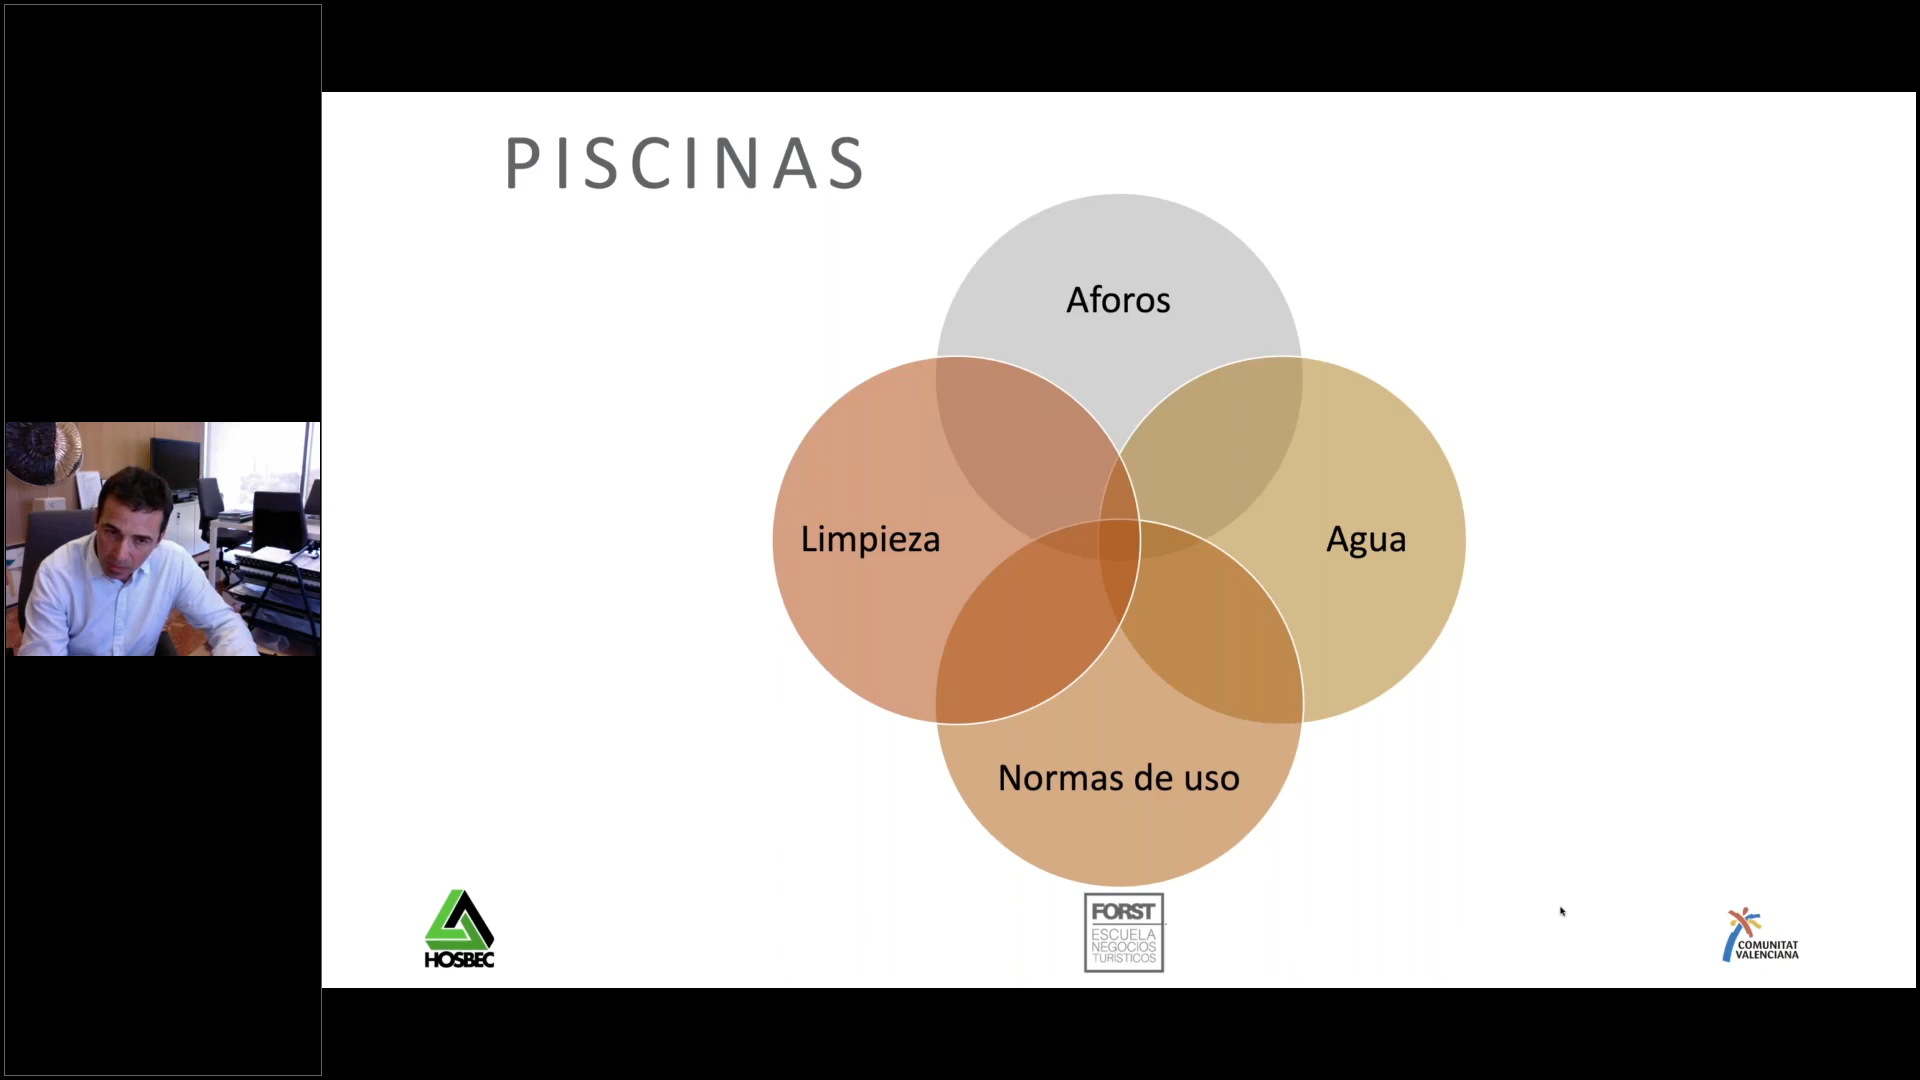 PISCINAS
Aforos
Limpieza
Agua
Normas de uso
HOSBEC
FORST
ESCUELA
NEGOCIOS
TURÍSTICOS
COMUNITAT
VALENCIANA